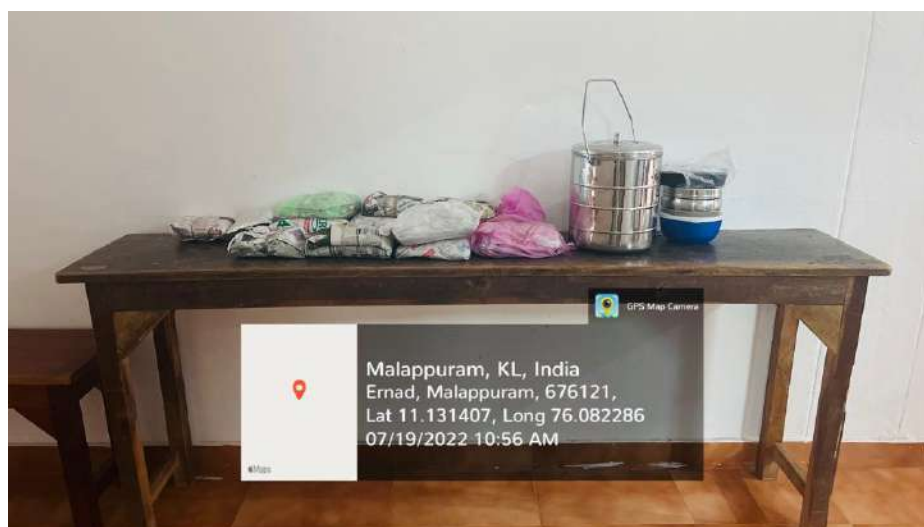 GPS Map Camera
Malappuram, KL, India
Ernad, Malappuram, 676121,
Lat 11.131407, Long 76.082286
07/19/2022 10:56 AM
Maps